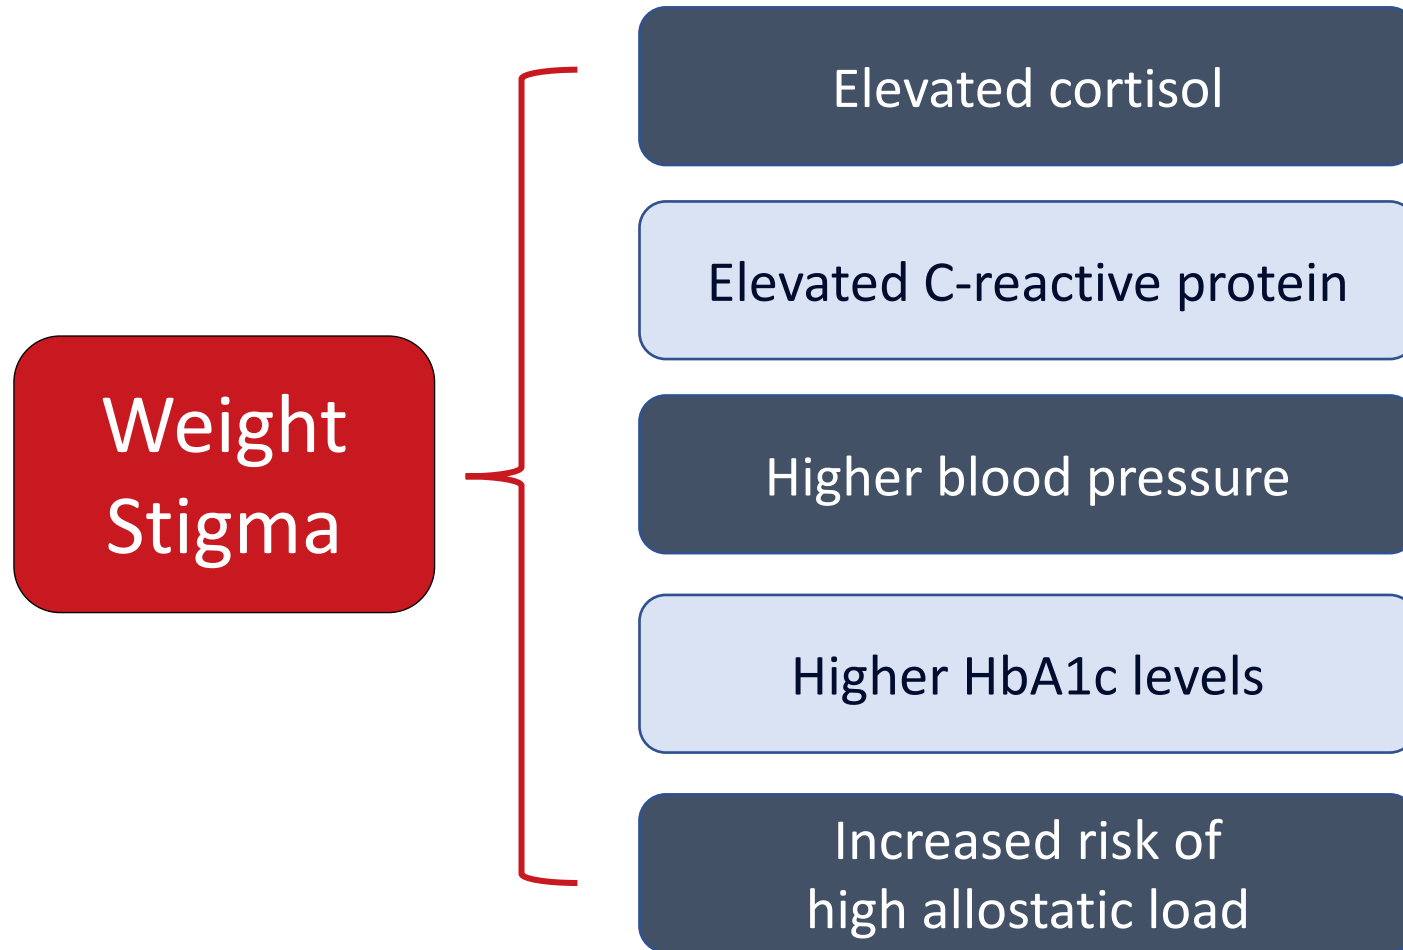 Weight
Stigma
Elevated cortisol
Elevated C-reactive protein
Higher blood pressure
Higher HbA1c levels
Increased risk of
high allostatic load